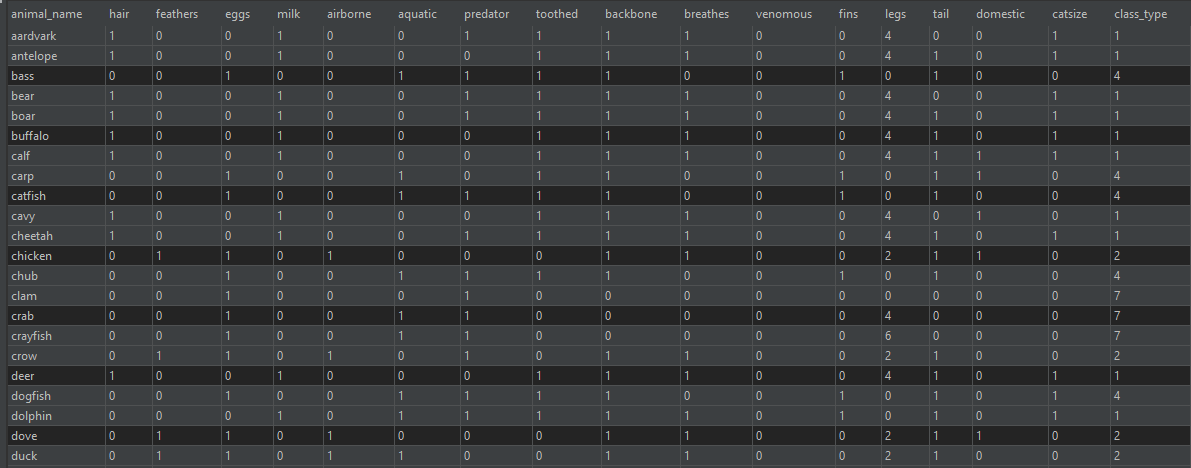 animal_name hair feathers eggs milk airborne aquatic predator toothed backbone breathes venomous fins legs tail domestic catsize class_type
aardvark 1 0 0 1 0 0 1 1 1 1 0 0 4 0 0 1 1
antelope 1 0 0 1 0 0 0 1 1 1 0 0 4 1 0 1 1
bass 0 0 1 0 0 1 1 1 1 0 0 1 0 1 0 0 4
bear 1 0 0 1 0 0 1 1 1 1 0 0 4 0 0 1 1
boar 1 0 0 1 0 0 1 1 1 1 0 0 4 1 0 1 1
buffalo 1 0 0 1 0 0 0 1 1 1 0 0 4 1 0 1 1
calf 1 0 0 1 0 0 0 1 1 1 0 0 4 1 1 1 1
carp 0 0 1 0 0 1 0 1 1 0 0 1 0 1 1 0 4
catfish 0 0 1 0 0 1 1 1 1 0 0 1 0 1 0 0 4
cavy 1 0 0 1 0 0 0 1 1 1 0 0 4 0 1 0 1
cheetah 1 0 0 1 0 0 1 1 1 1 0 0 4 1 0 1 1
chicken 0 1 1 0 1 0 0 0 1 1 0 0 2 1 1 0 2
chub 0 0 1 0 0 1 1 1 1 0 0 1 0 1 0 0 4
clam 0 0 1 0 0 0 1 0 0 0 0 0 0 0 0 0 7
crab 0 0 1 0 0 1 1 0 0 0 0 0 4 0 0 0 7
crayfish 0 0 1 0 0 1 1 0 0 0 0 0 6 0 0 0 7
crow 0 1 1 0 1 0 1 0 1 1 0 0 2 1 0 0 2
deer 1 0 0 1 0 0 0 1 1 1 0 0 4 1 0 1 1
dogfish 0 0 1 0 0 1 1 1 1 0 0 1 0 1 0 1 4
dolphin 0 0 0 1 0 1 1 1 1 1 0 1 0 1 0 1 1
dove 0 1 1 0 1 0 0 0 1 1 0 0 2 1 1 0 2
duck 0 1 1 0 1 1 0 0 1 1 0 0 2 1 0 0 2